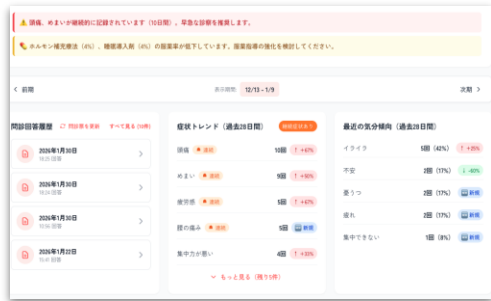 頭痛、めまいが継続的に記録されています（10日間）。早急な診察を推奨します。
ホルモン補充療法（4%）、睡眠導入剤（4%）の服薬率が低下しています。服薬指導の強化を検討してください。
< 前期
表示期間: 12/13 - 1/9
次期 >
問診回答履歴
問診票を更新
すべて見る
2026年1月30日
回答
2026年1月30日
回答
2026年1月30日
回答
2026年1月22日
回答
症状トレンド（過去28日間）
頭痛 継続 10回 ↑ +67%
めまい 継続 9回 ↑ +50%
疲労感 継続 5回 ↑ +67%
腰の痛み 継続 5回 新規
集中力が悪い 4回 ↑ +33%
もっと見る（残り5件）
最近の気分傾向（過去28日間）
イライラ 5回（42%） ↑ +25%
不安 2回（17%） ↓ -60%
憂うつ 2回（17%） 新規
疲れ 2回（17%） 新規
集中できない 1回（8%） 新規